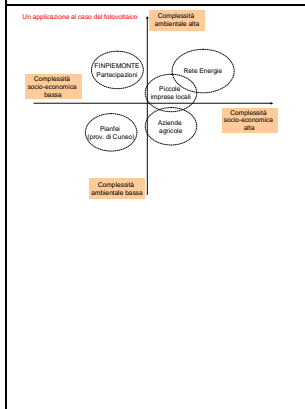 Un applicazione al caso del fotovoltaico
Complessità
ambientale alta
FINPIEMONTE
Partecipazioni
Rete Energie
Complessità
socio-economica
bassa
Piccole
imprese locali
Complessità
socio-economica
alta
Pianfei
(prov. di Cuneo)
Aziende
agricole
Complessità
ambientale bassa